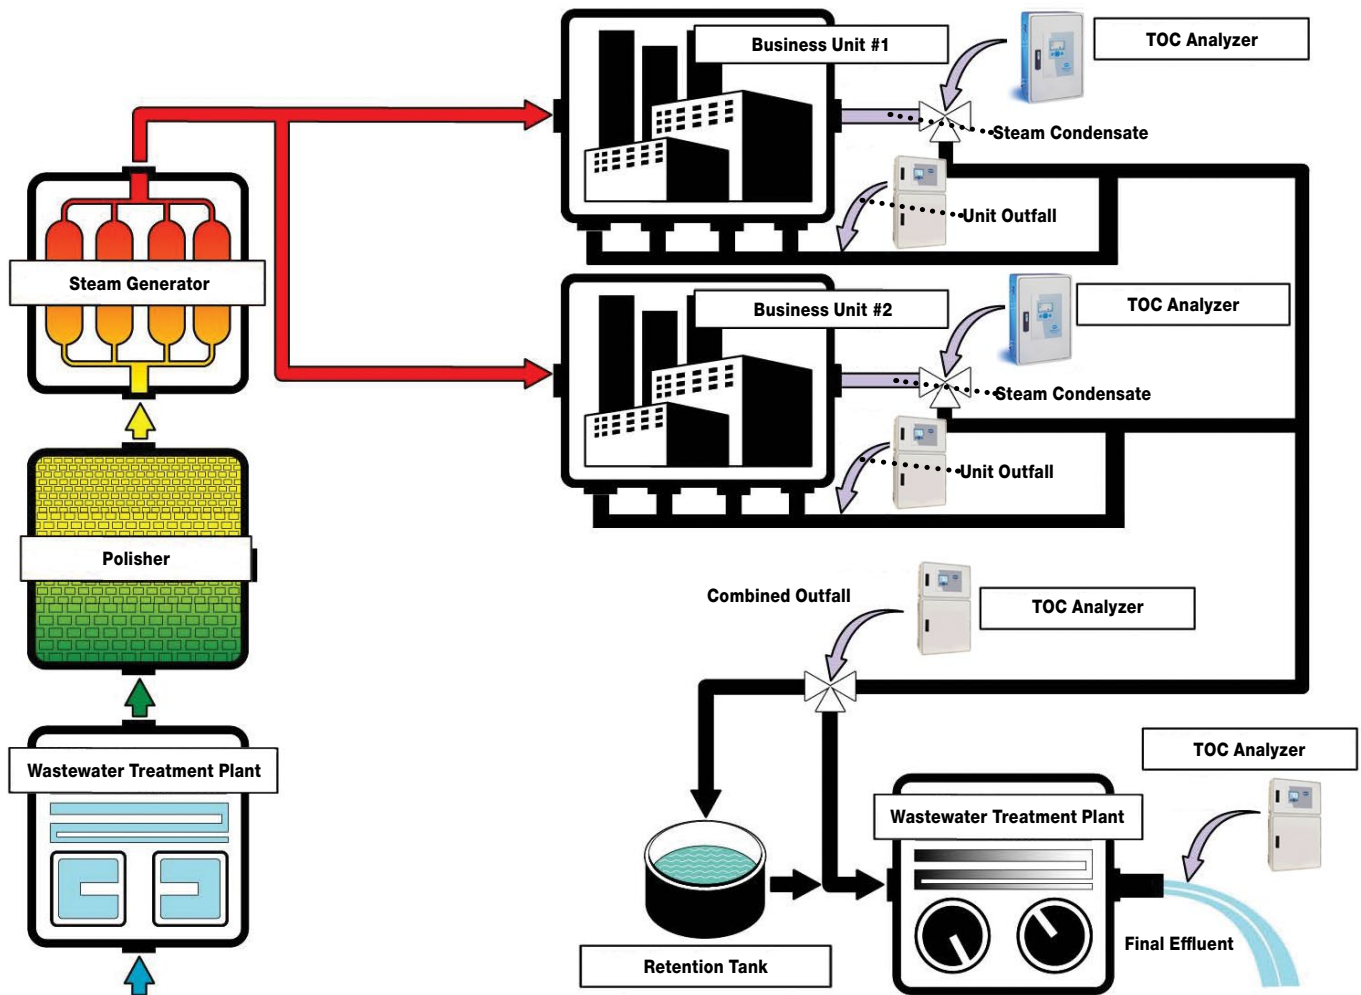 Business Unit #1
TOC Analyzer
Steam Condensate
Unit Outfall
Steam Generator
Business Unit #2
TOC Analyzer
Steam Condensate
Unit Outfall
Polisher
Combined Outfall
TOC Analyzer
Wastewater Treatment Plant
TOC Analyzer
Wastewater Treatment Plant
Final Effluent
Retention Tank